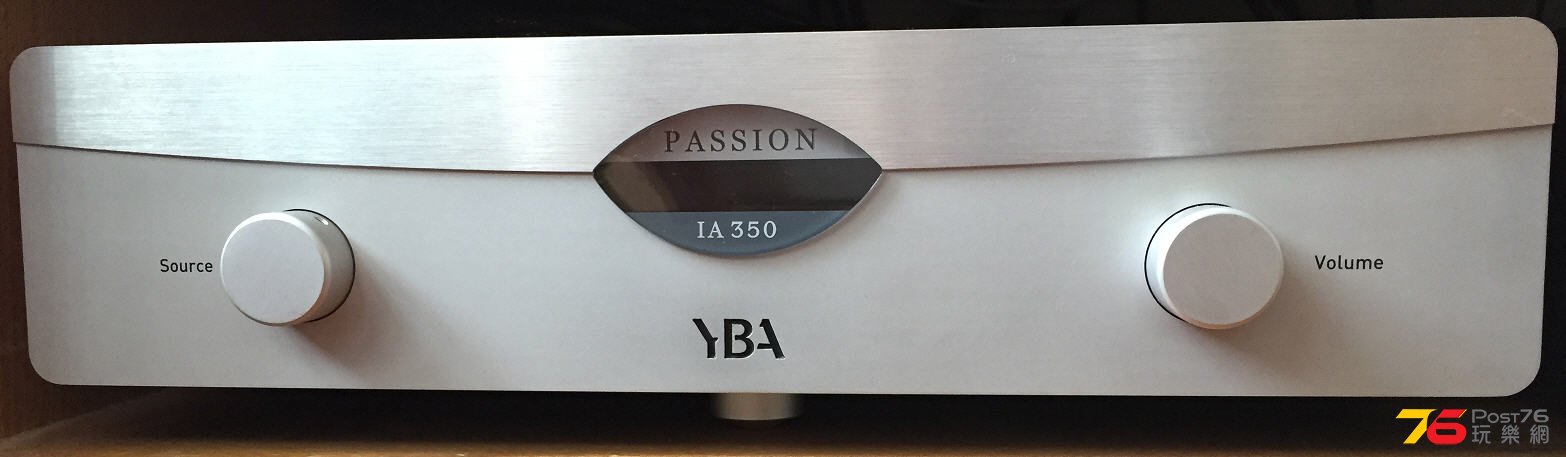 PASSION
IA 350
Source
Volume
YBA
76 Post76
玩樂網